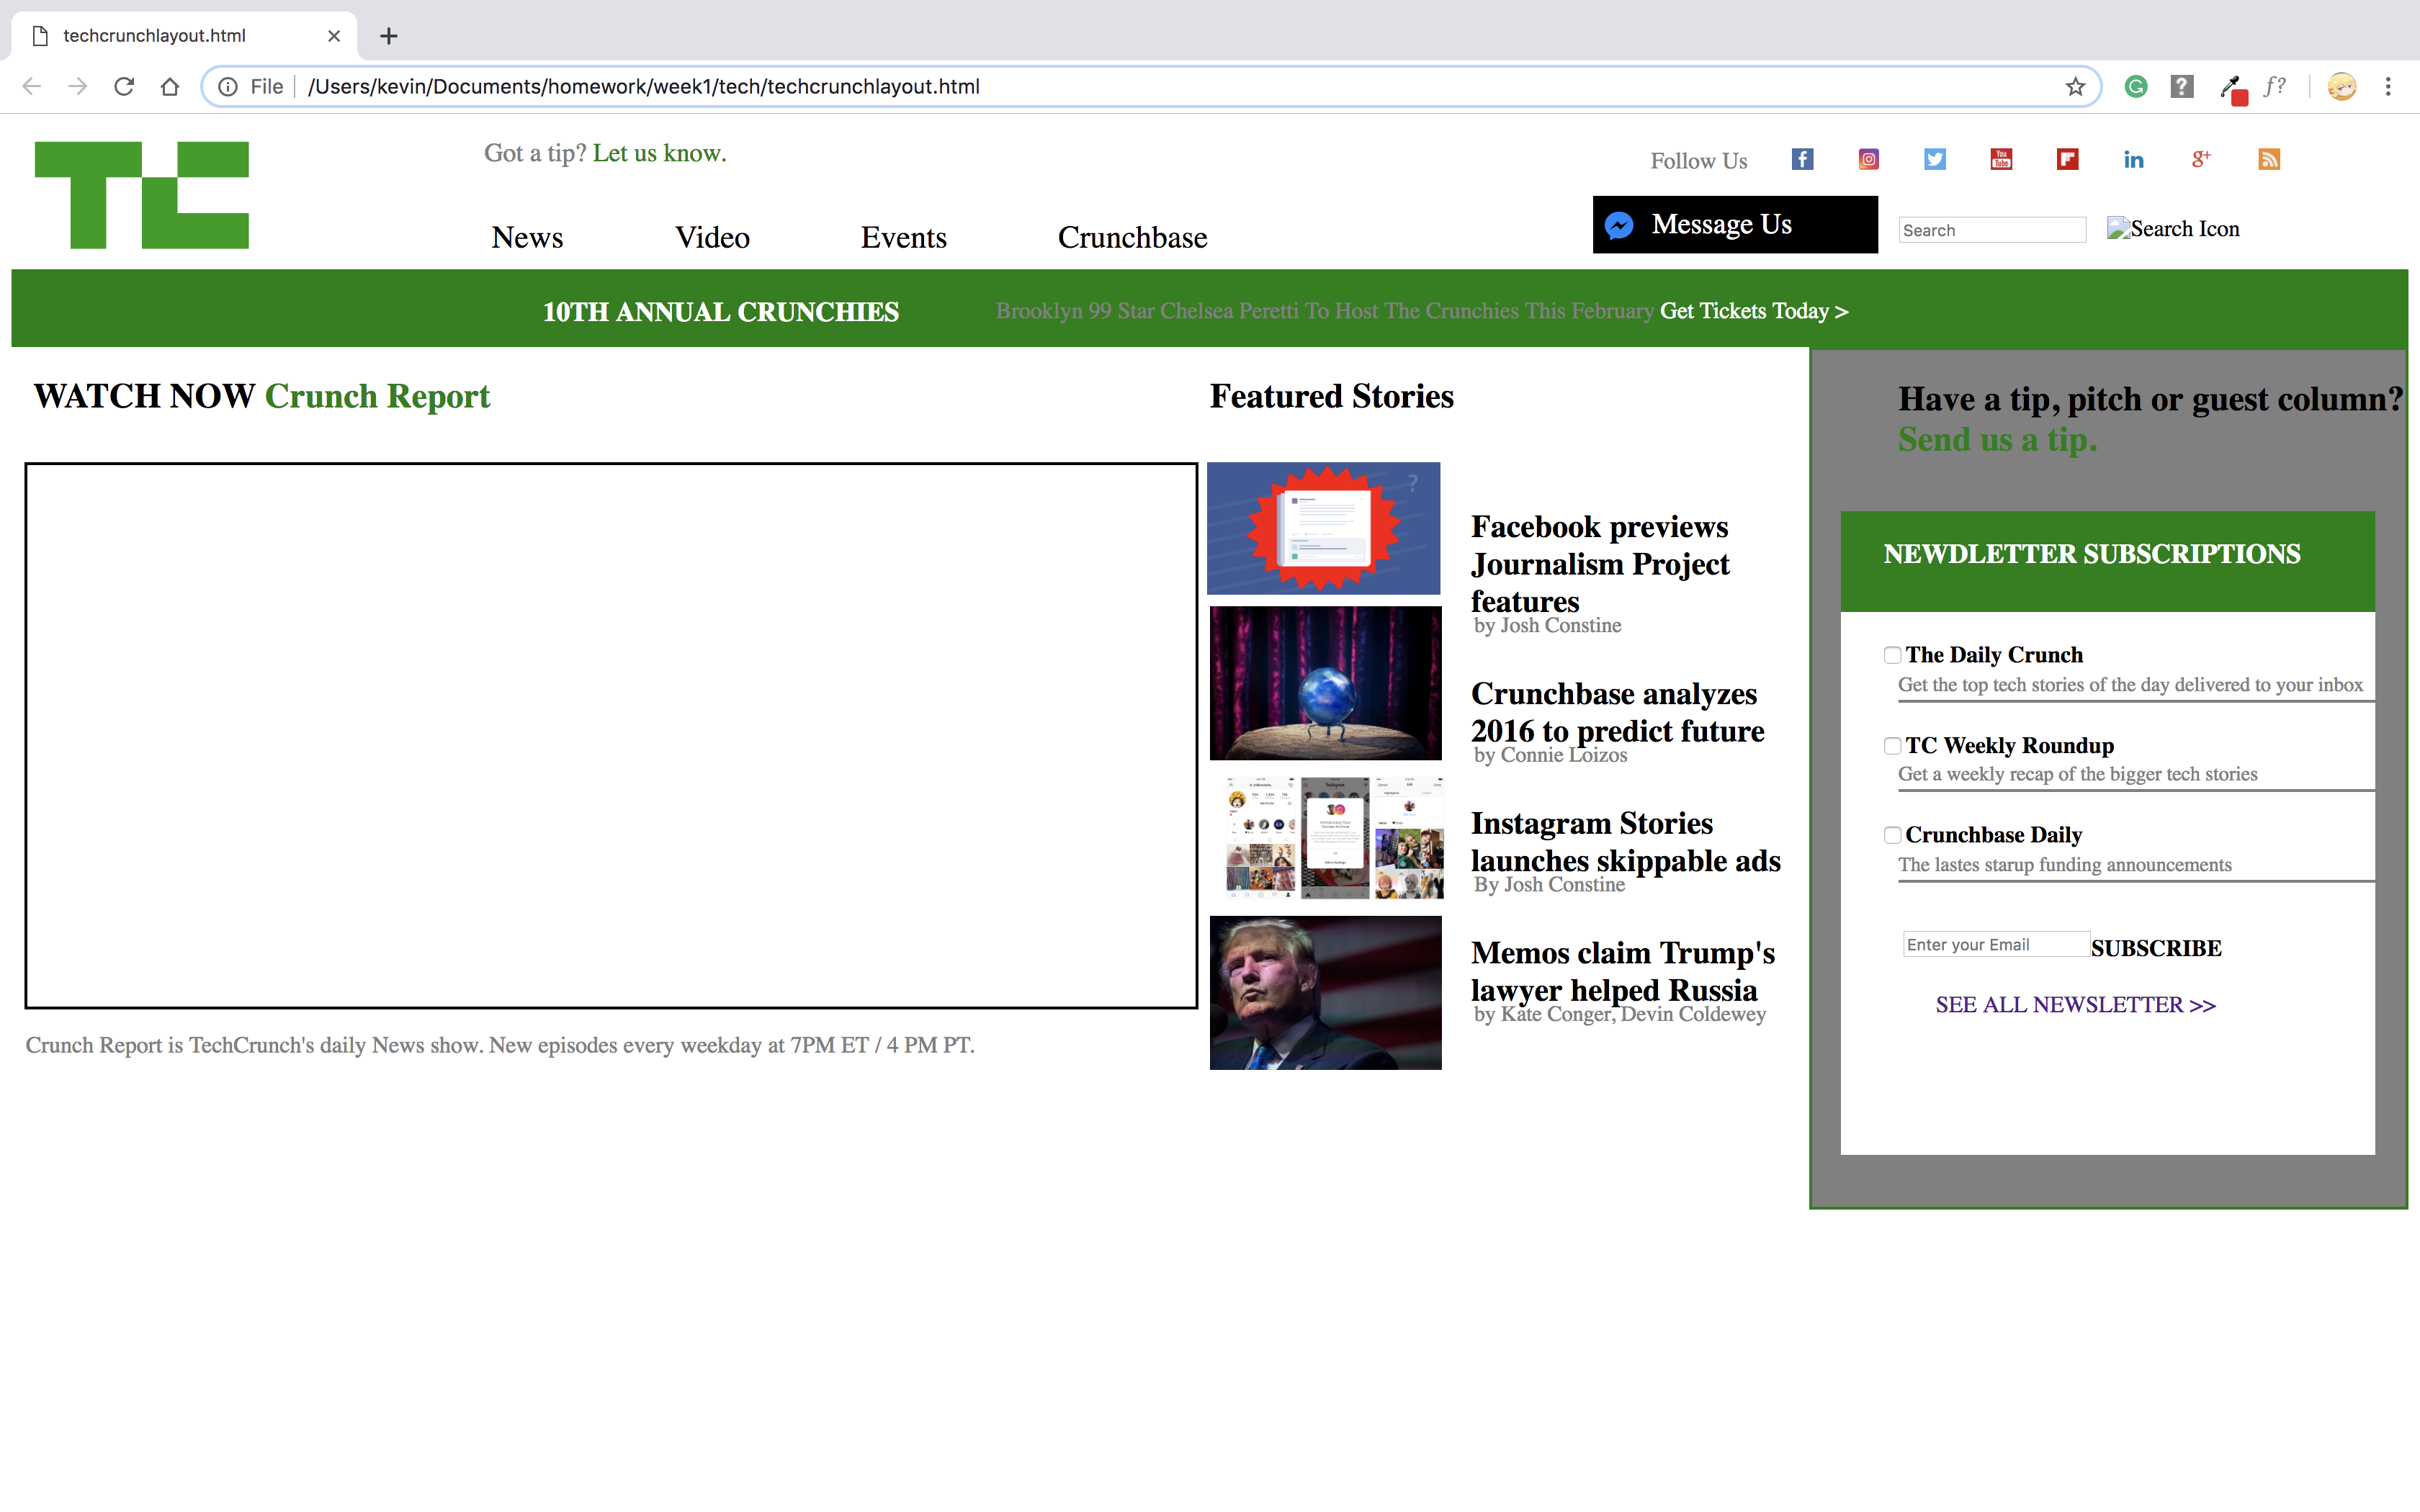 techcrunchlayout.html
File /Users/kevin/Documents/homework/week1/tech/techcrunchlayout.html
TC
Got a tip? Let us know.
Follow Us
News Video Events Crunchbase
Message Us
Search
Search Icon
10TH ANNUAL CRUNCHIES
Brooklyn 99 Star Chelsea Peretti To Host The Crunchies This February Get Tickets Today >
WATCH NOW Crunch Report
Crunch Report is TechCrunch's daily News show. New episodes every weekday at 7PM ET / 4 PM PT.
Featured Stories
Facebook previews
Journalism Project
features
by Josh Constine
Crunchbase analyzes
2016 to predict future
by Connie Loizos
Instagram Stories
launches skippable ads
By Josh Constine
Memos claim Trump's
lawyer helped Russia
by Kate Conger, Devin Coldewey
Have a tip, pitch or guest column?
Send us a tip.
NEWDLETTER SUBSCRIPTIONS
The Daily Crunch
Get the top tech stories of the day delivered to your inbox
TC Weekly Roundup
Get a weekly recap of the bigger tech stories
Crunchbase Daily
The lastes starup funding announcements
Enter your Email
SUBSCRIBE
SEE ALL NEWSLETTER >>